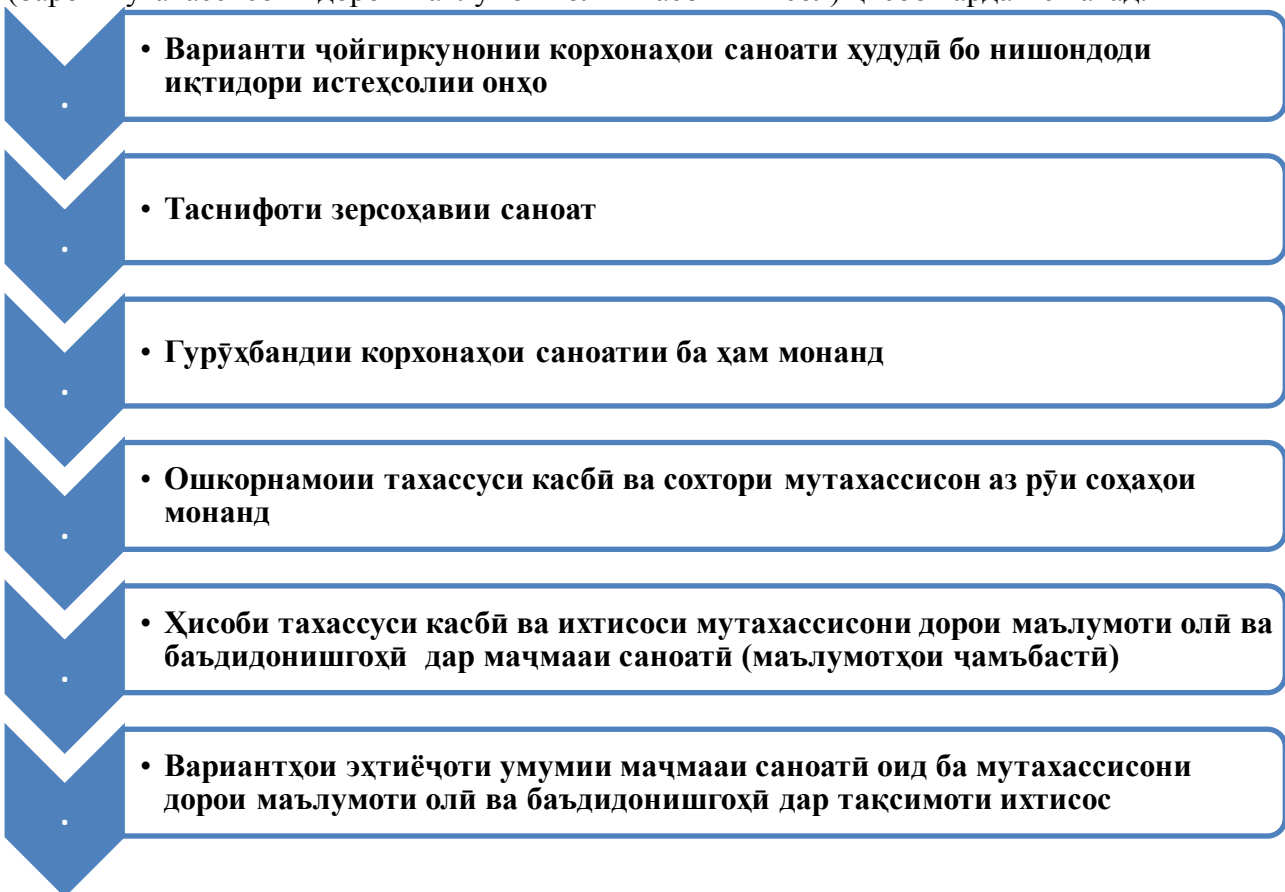 • Варианти ҷойгиркунонии корхонаҳои саноати ҳудудӣ бо нишондоди
иқтидори истеҳсолии онҳо
• Таснифоти зерсоҳавии саноат
• Гурӯҳбандии корхонаҳои саноатии ба ҳам монанд
• Ошкорнамоии тахассуси касбӣ ва сохтори мутахассисон аз рӯи соҳаҳои
монанд
• Ҳисоби тахассуси касбӣ ва ихтисоси мутахассисони дорои маълумоти олӣ ва
баъдидонишгоҳӣ дар маҷмааи саноатӣ (маълумотҳои ҷамъбастӣ)
• Вариантҳои эҳтиёҷоти умумии маҷмааи саноатӣ оид ба мутахассисони
дорои маълумоти олӣ ва баъдидонишгоҳӣ дар тақсимоти ихтисос